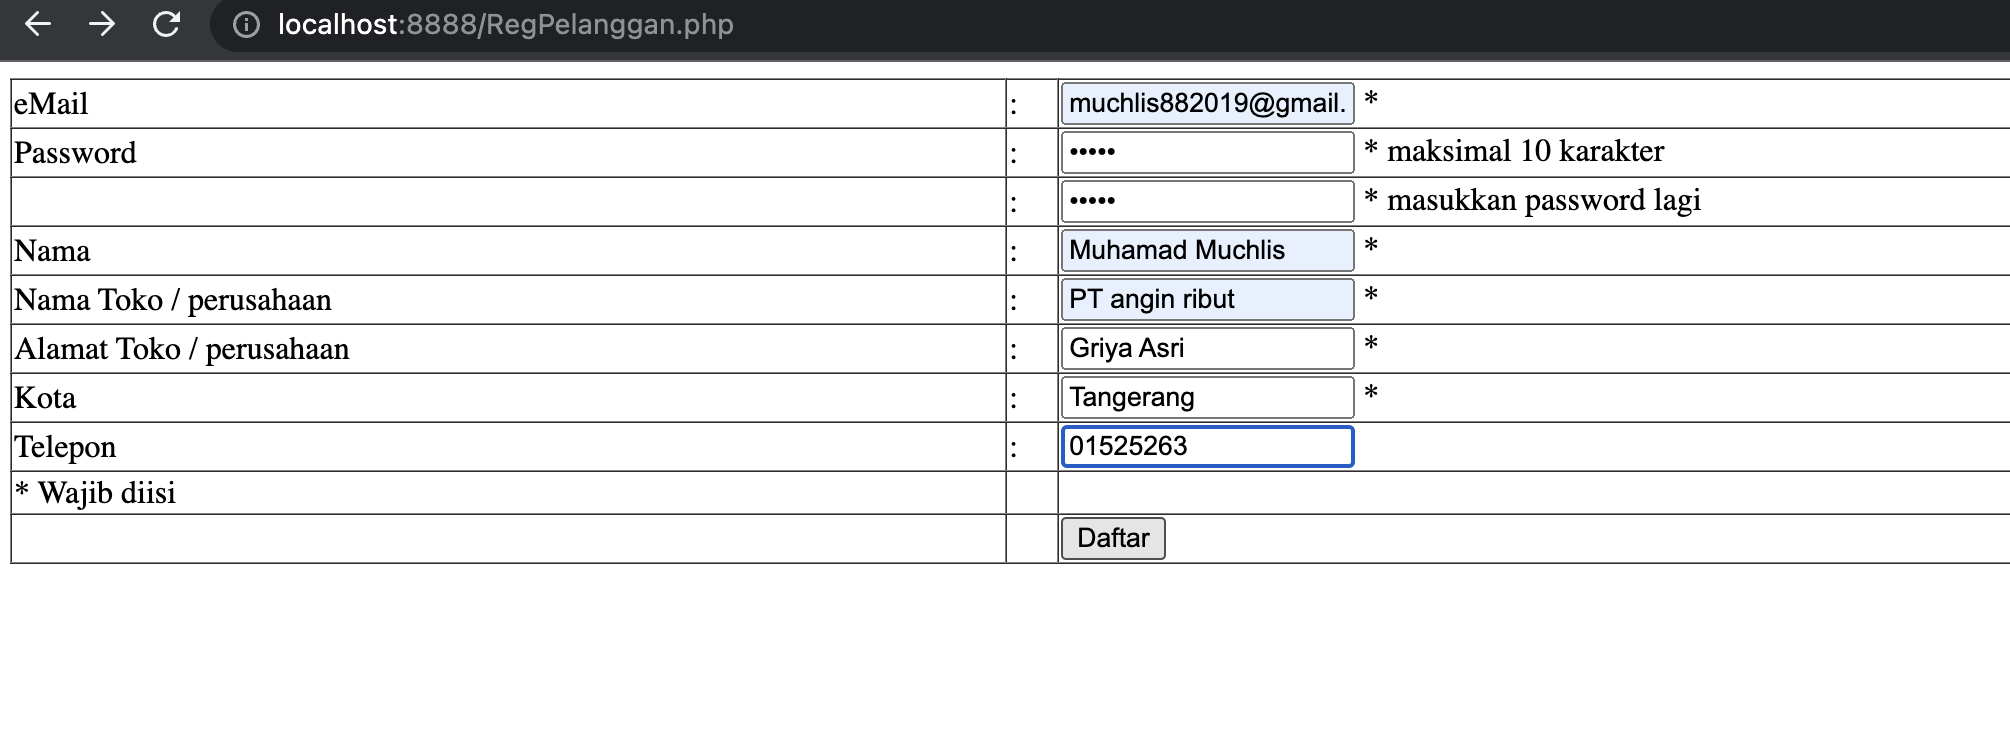 localhost:8888/RegPelanggan.php
eMail : muchlis882019@gmail. *
Password : ••••• * maksimal 10 karakter
: ••••• * masukkan password lagi
Nama : Muhamad Muchlis *
Nama Toko / perusahaan : PT angin ribut *
Alamat Toko / perusahaan : Griya Asri *
Kota : Tangerang *
Telepon : 01525263
* Wajib diisi
Daftar